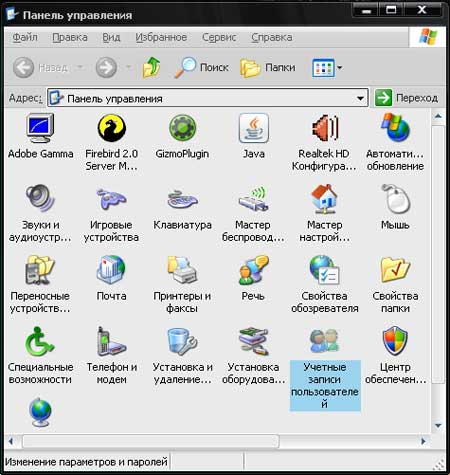 Панель управления
Файл Правка Вид Избранное Сервис Справка
Назад Поиск Папки
Адрес: Панель управления Переход
Adobe Gamma
Firebird 2.0 Server M...
GizmoPlugin
Java
Realtek HD Конфигура...
Автомати... обновление
Звуки и аудиоустр...
Игровые устройства
Клавиатура
Мастер беспровод...
Мастер настрой...
Мышь
Переносные устройств...
Почта
Принтеры и факсы
Речь
Свойства обозревателя
Свойства папки
Специальные возможности
Телефон и модем
Установка и удаление...
Установка оборудова...
Учетные записи пользователей
Центр обеспечен...
Изменение параметров и паролей